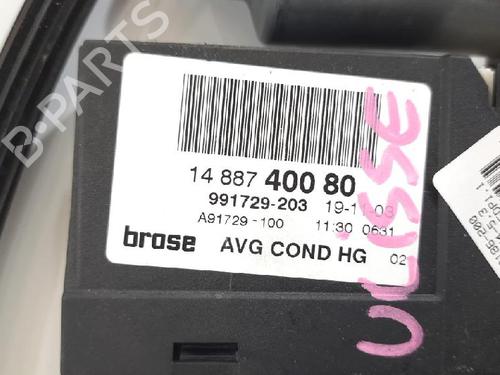 14 887 400 80
991729-203 19-11-03
A91729-100 11:30 0631
brose AVG COND HG 02
ULISSE
B-PARTS